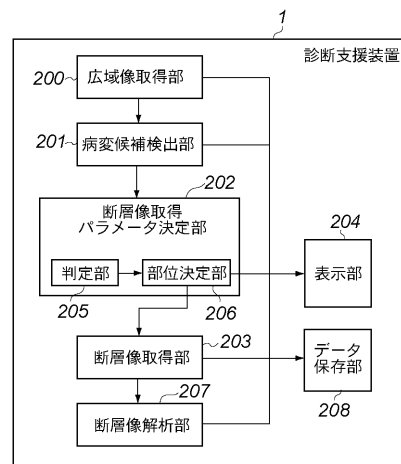 1
診断支援装置
200
広域像取得部
201
病変候補検出部
202
断層像取得
パラメータ決定部
204
判定部
部位決定部
表示部
205
206
203
断層像取得部
データ
保存部
207
208
断層像解析部